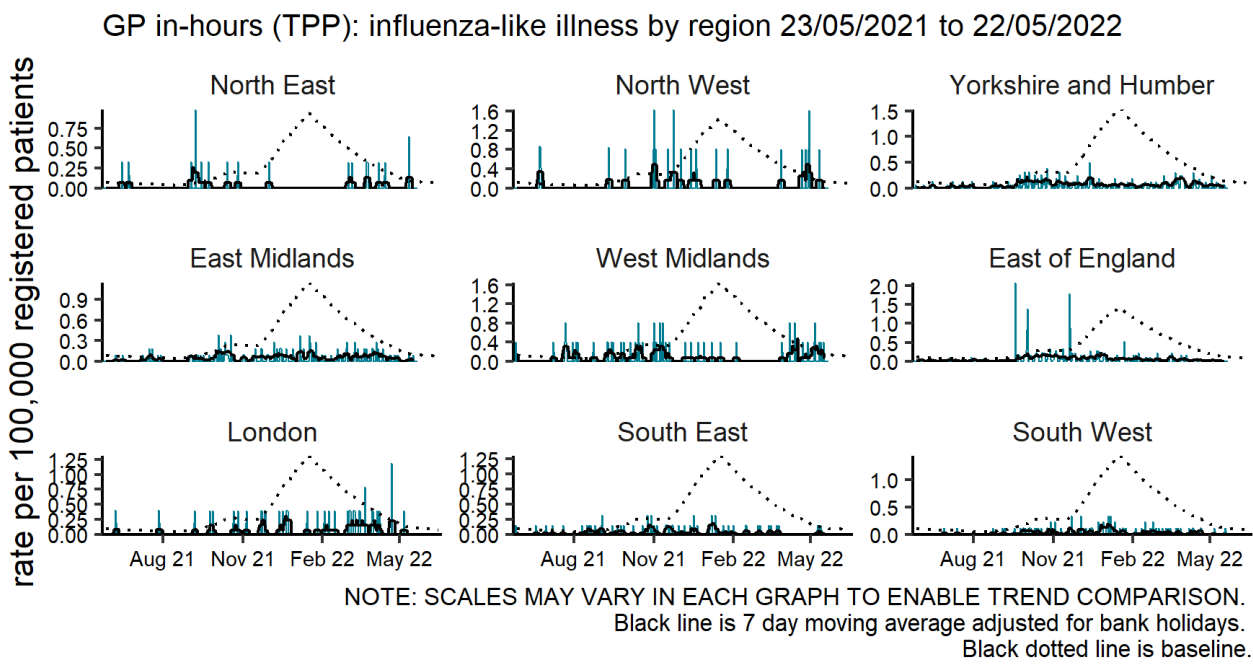 GP in-hours (TPP): influenza-like illness by region 23/05/2021 to 22/05/2022
rate per 100,000 registered patients
North East
0.75
0.50
0.25
0.00
North West
1.6
1.2
0.8
0.4
0.0
Yorkshire and Humber
1.5
1.0
0.5
0.0
East Midlands
0.9
0.6
0.3
0.0
West Midlands
1.6
1.2
0.8
0.4
0.0
East of England
2.0
1.5
1.0
0.5
0.0
London
1.25
1.00
0.75
0.50
0.25
0.00
Aug 21 Nov 21 Feb 22 May 22
South East
1.25
1.00
0.75
0.50
0.25
0.00
Aug 21 Nov 21 Feb 22 May 22
South West
1.0
0.5
0.0
Aug 21 Nov 21 Feb 22 May 22
NOTE: SCALES MAY VARY IN EACH GRAPH TO ENABLE TREND COMPARISON.
Black line is 7 day moving average adjusted for bank holidays.
Black dotted line is baseline.